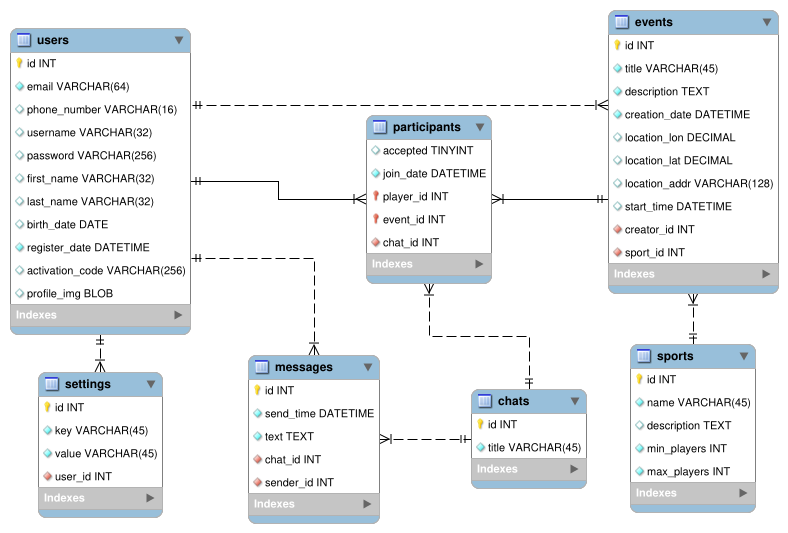 users
id INT
email VARCHAR(64)
phone_number VARCHAR(16)
username VARCHAR(32)
password VARCHAR(256)
first_name VARCHAR(32)
last_name VARCHAR(32)
birth_date DATE
register_date DATETIME
activation_code VARCHAR(256)
profile_img BLOB
Indexes
participants
accepted TINYINT
join_date DATETIME
player_id INT
event_id INT
chat_id INT
Indexes
events
id INT
title VARCHAR(45)
description TEXT
creation_date DATETIME
location_lon DECIMAL
location_lat DECIMAL
location_addr VARCHAR(128)
start_time DATETIME
creator_id INT
sport_id INT
Indexes
settings
id INT
key VARCHAR(45)
value VARCHAR(45)
user_id INT
Indexes
messages
id INT
send_time DATETIME
text TEXT
chat_id INT
sender_id INT
Indexes
chats
id INT
title VARCHAR(45)
Indexes
sports
id INT
name VARCHAR(45)
description TEXT
min_players INT
max_players INT
Indexes